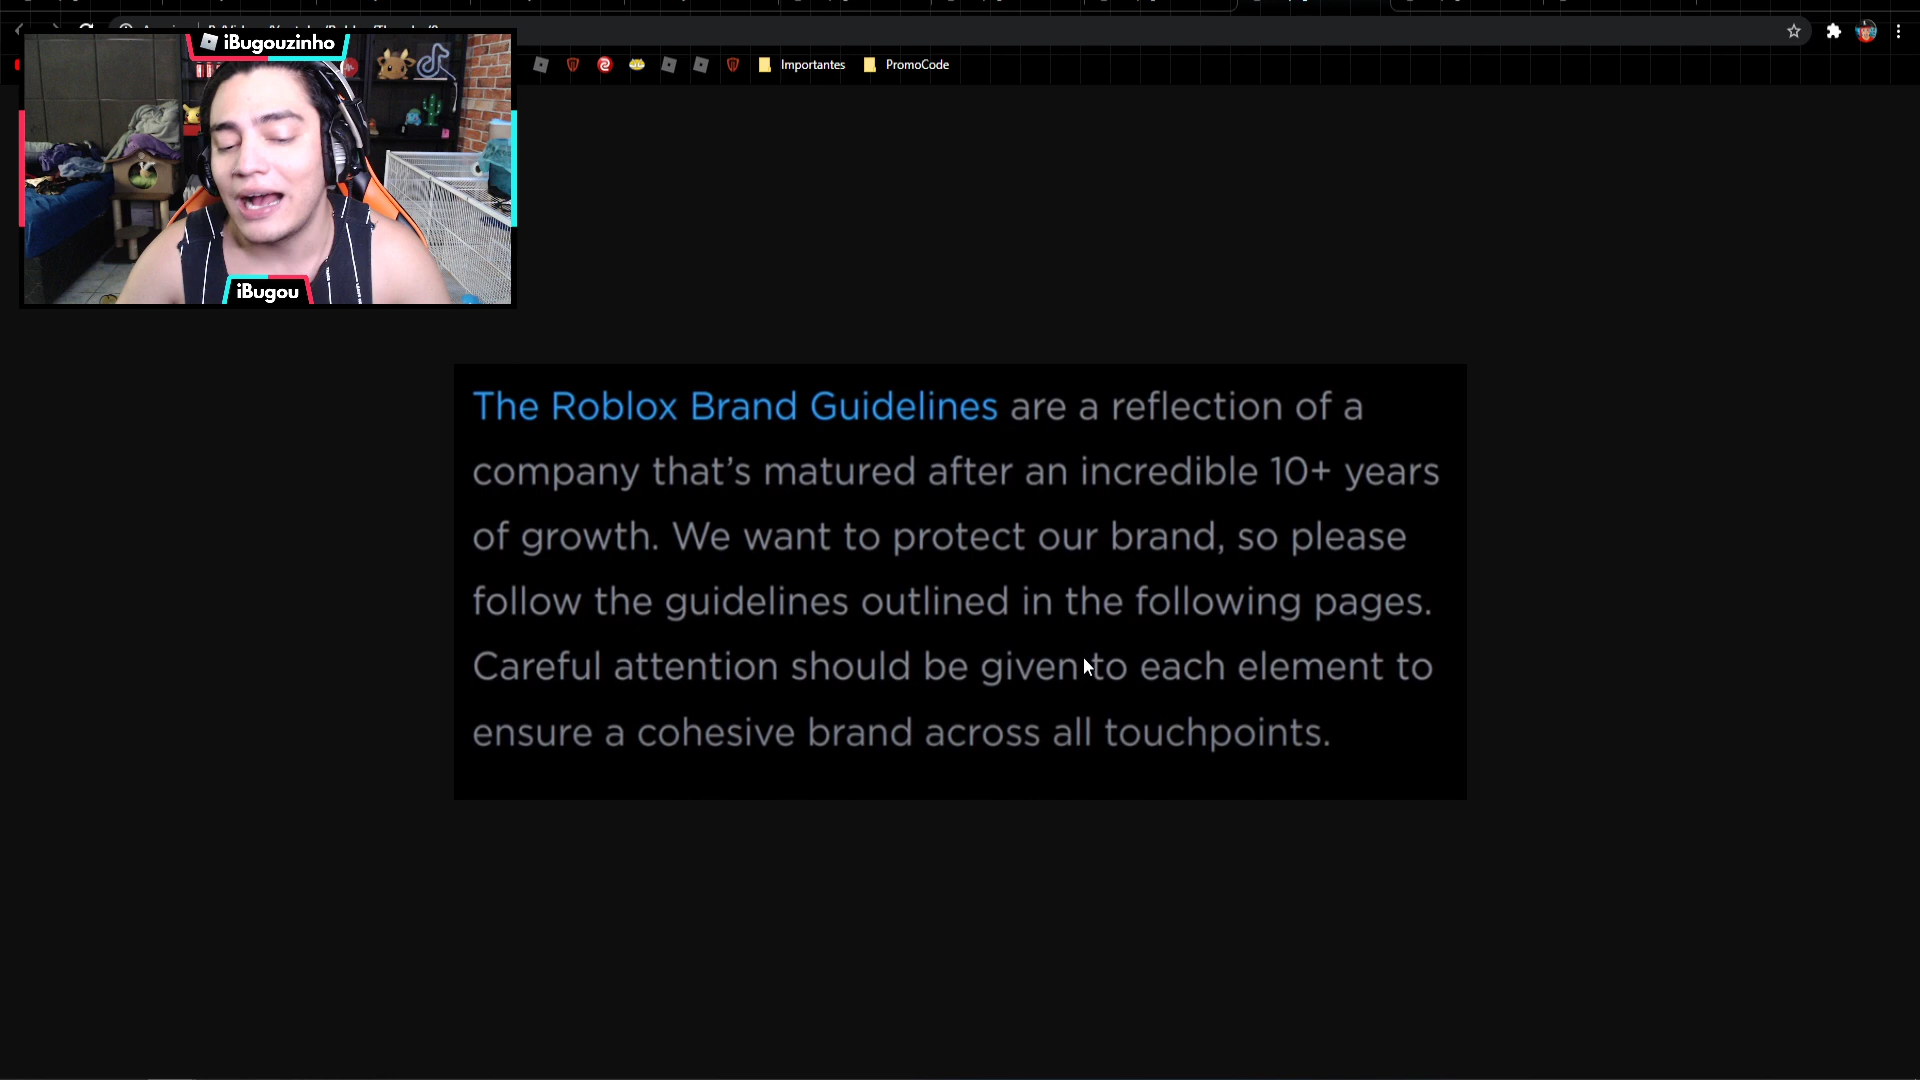 iBugouzinho
Importantes
PromoCode
iBugou
The Roblox Brand Guidelines are a reflection of a
company that's matured after an incredible 10+ years
of growth. We want to protect our brand, so please
follow the guidelines outlined in the following pages.
Careful attention should be given to each element to
ensure a cohesive brand across all touchpoints.